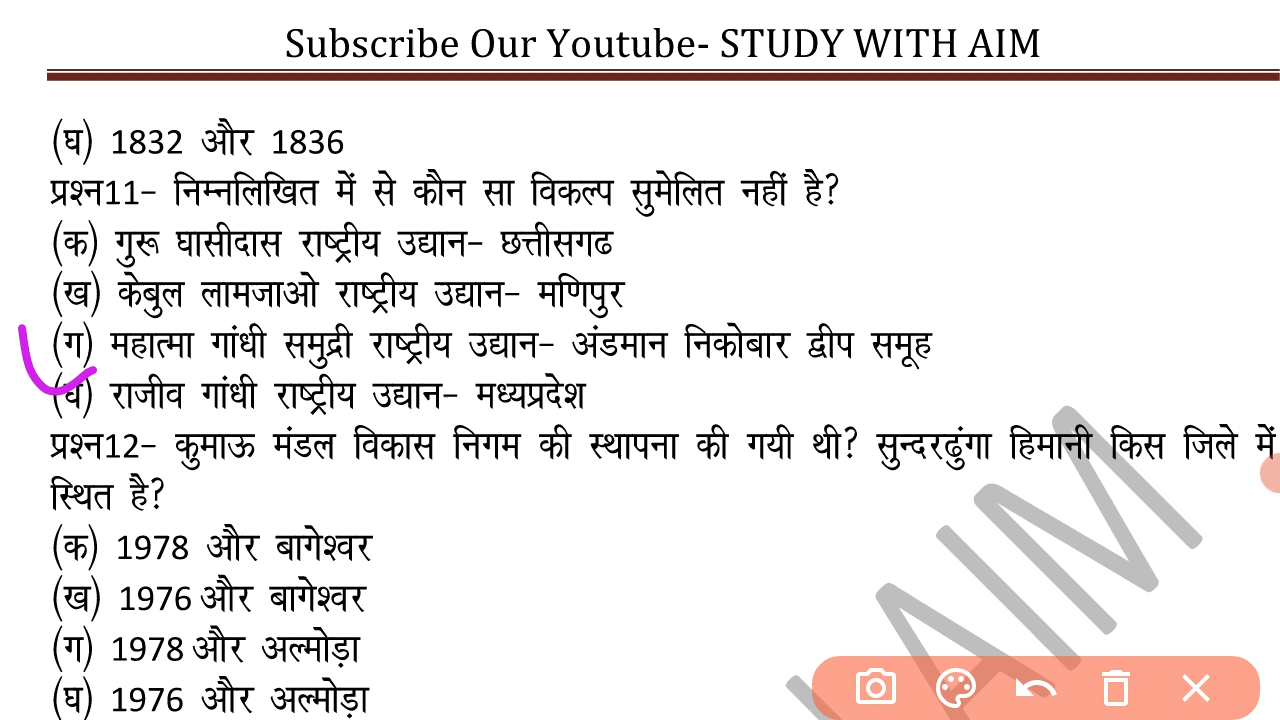 Subscribe Our Youtube- STUDY WITH AIM
(घ) 1832 और 1836
प्रश्न11- निम्नलिखित में से कौन सा विकल्प सुमेलित नहीं है?
(क) गुरू घासीदास राष्ट्रीय उद्यान- छत्तीसगढ
(ख) केबुल लामजाओ राष्ट्रीय उद्यान- मणिपुर
(ग) महात्मा गांधी समुद्री राष्ट्रीय उद्यान- अंडमान निकोबार द्वीप समूह
(घ) राजीव गांधी राष्ट्रीय उद्यान- मध्यप्रदेश
प्रश्न12- कुमाऊ मंडल विकास निगम की स्थापना की गयी थी? सुन्दरढुंगा हिमानी किस जिले में
स्थित है?
(क) 1978 और बागेश्वर
(ख) 1976 और बागेश्वर
(ग) 1978 और अल्मोड़ा
(घ) 1976 और अल्मोड़ा
AIM